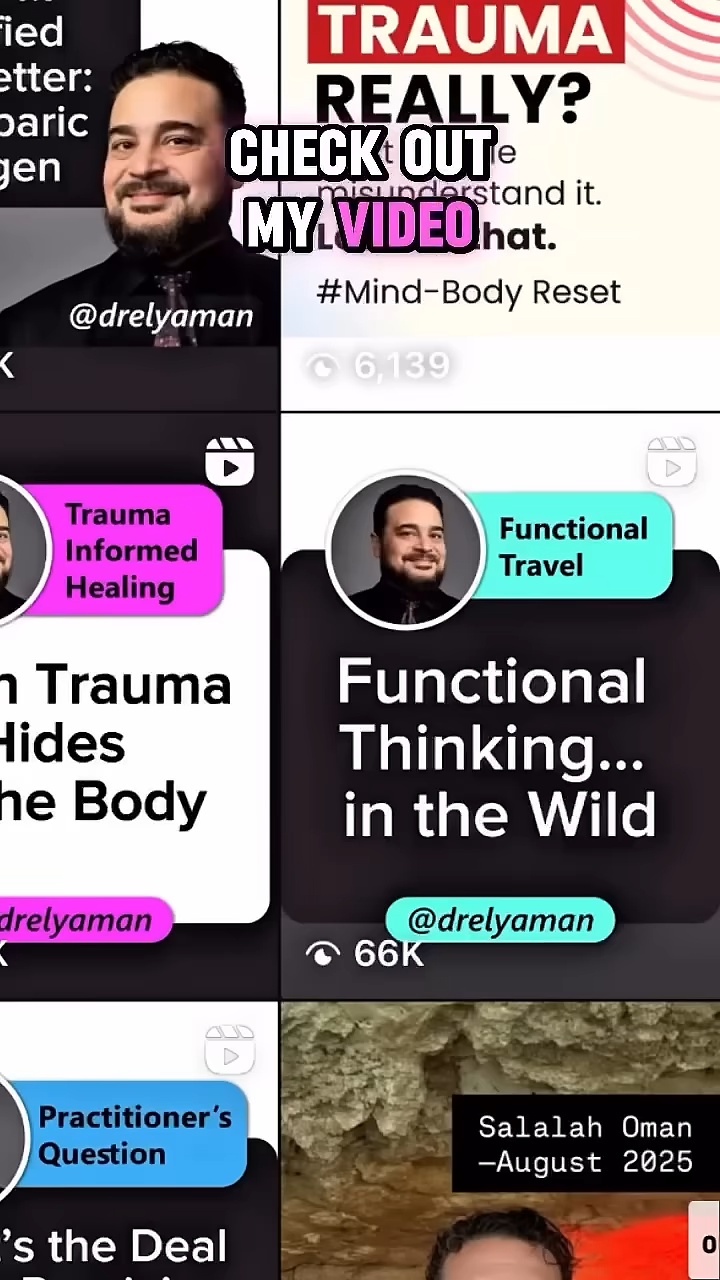 fied
etter:
baric
gen
@drelyaman
K
TRAUMA
REALLY?
CHECK OUT
MY VIDEO
misunderstand it.
hat.
#Mind-Body Reset
6,139
Trauma
Informed
Healing
n Trauma
Hides
he Body
drelyaman
K
Functional
Travel
Functional
Thinking...
in the Wild
@drelyaman
66K
Practitioner's
Question
's the Deal
Salalah Oman
—August 2025
0